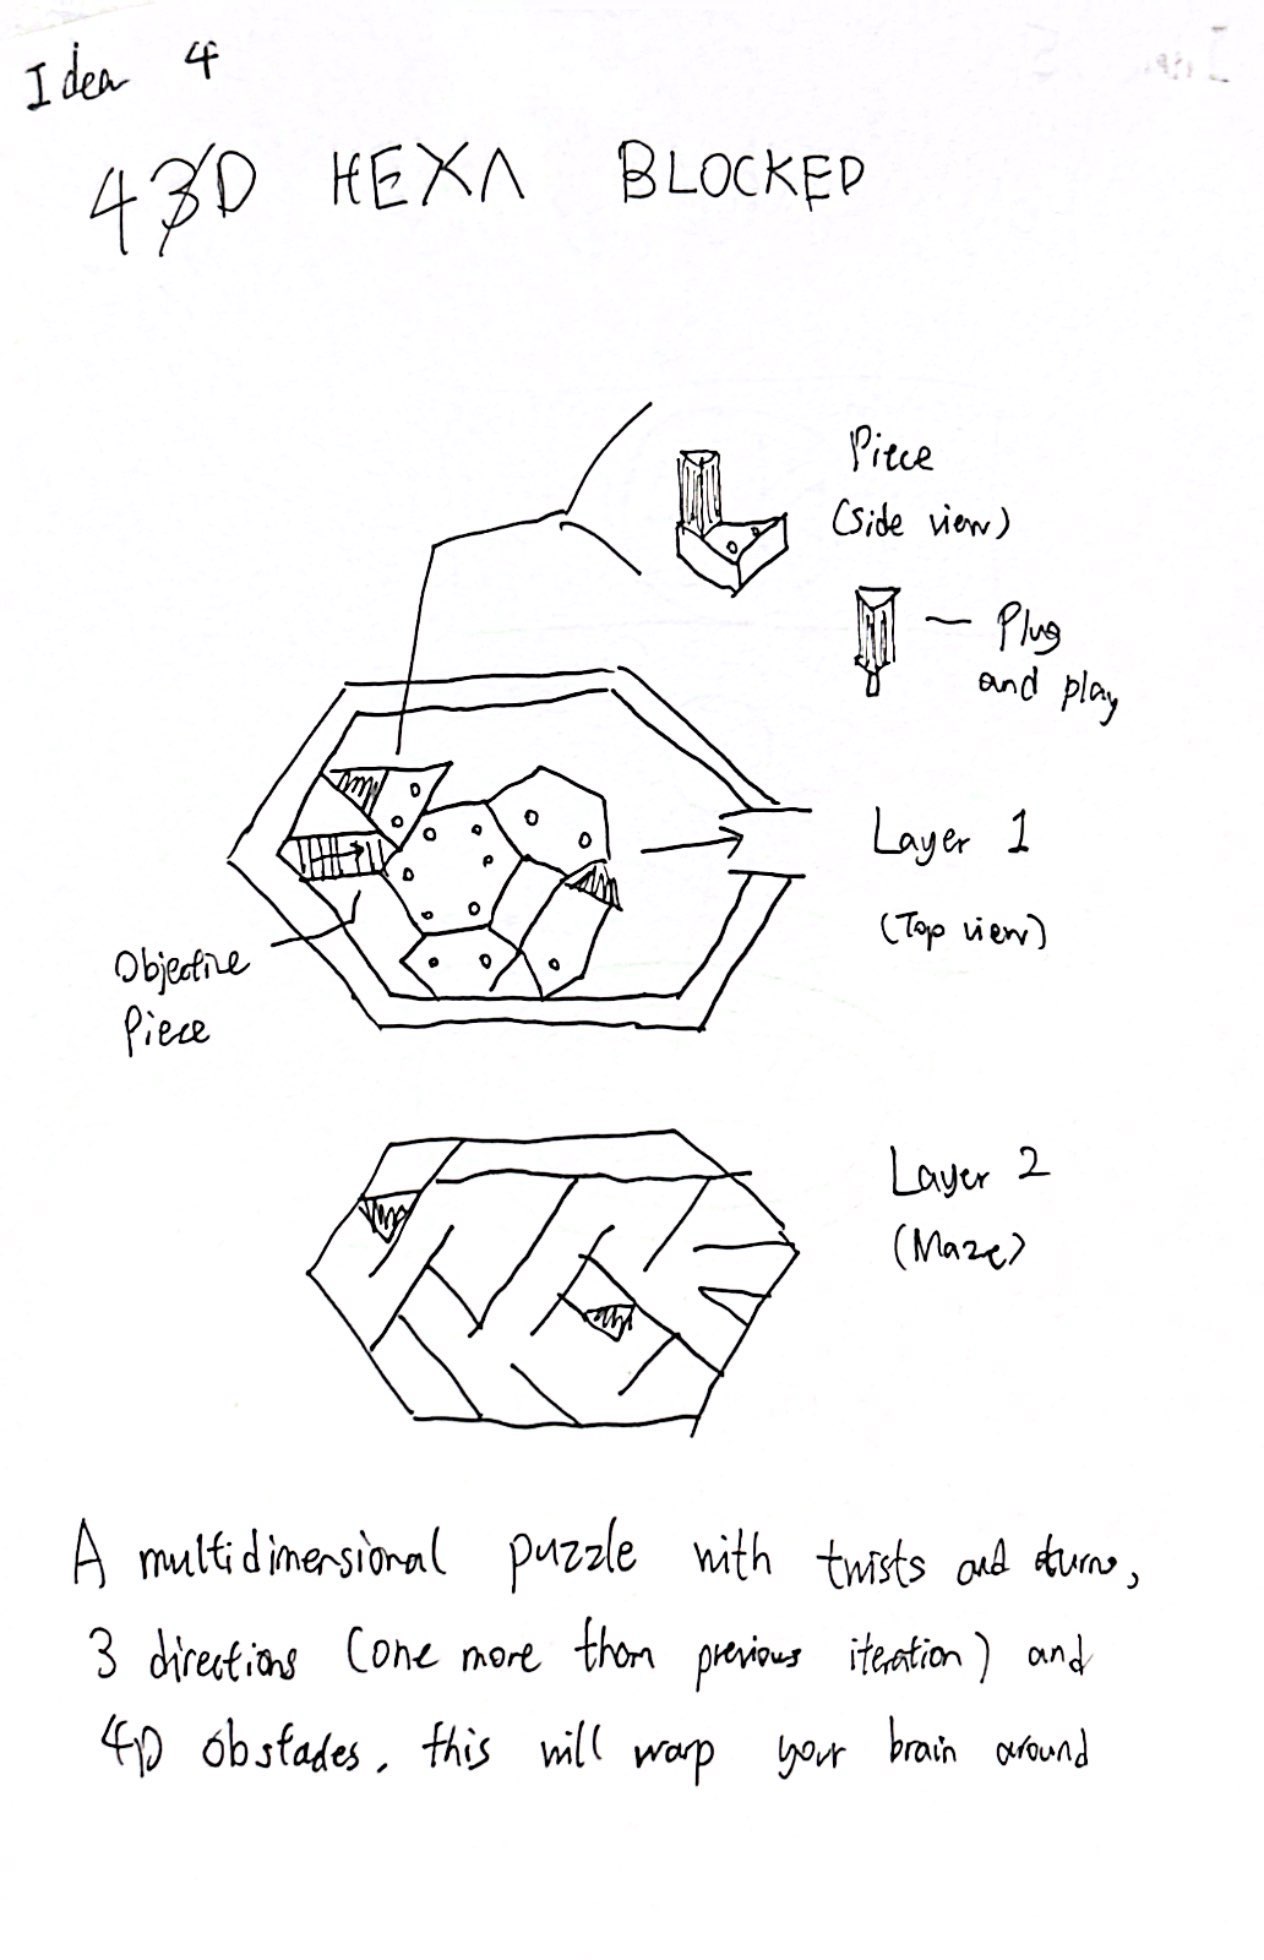 Idea 4
4 3D HEXA BLOCKED
Piece
(side view)
Plug
and play
Layer 1
(Top view)
Objective
Piece
Layer 2
(Maze)
A multidimensional puzzle with twists and turns,
3 directions (one more than previous iteration) and
4D obstacles. this will warp your brain around